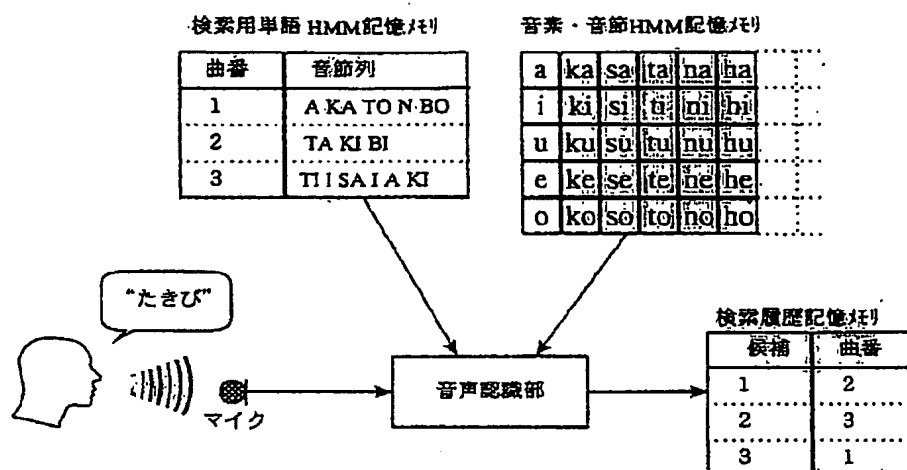 検索用単語 HMM記憶メモリ
曲番 音節列
1 A KA TO N BO
2 TA KI BI
3 TI I SA I A KI
音素・音節HMM記憶メモリ
a ka sa ta na ha
i ki si ti ni hi
u ku su tu nu hu
e ke se te ne he
o ko so to no ho
“たきび”
マイク
音声認識部
検索履歴記憶メモリ
候補 曲番
1 2
2 3
3 1